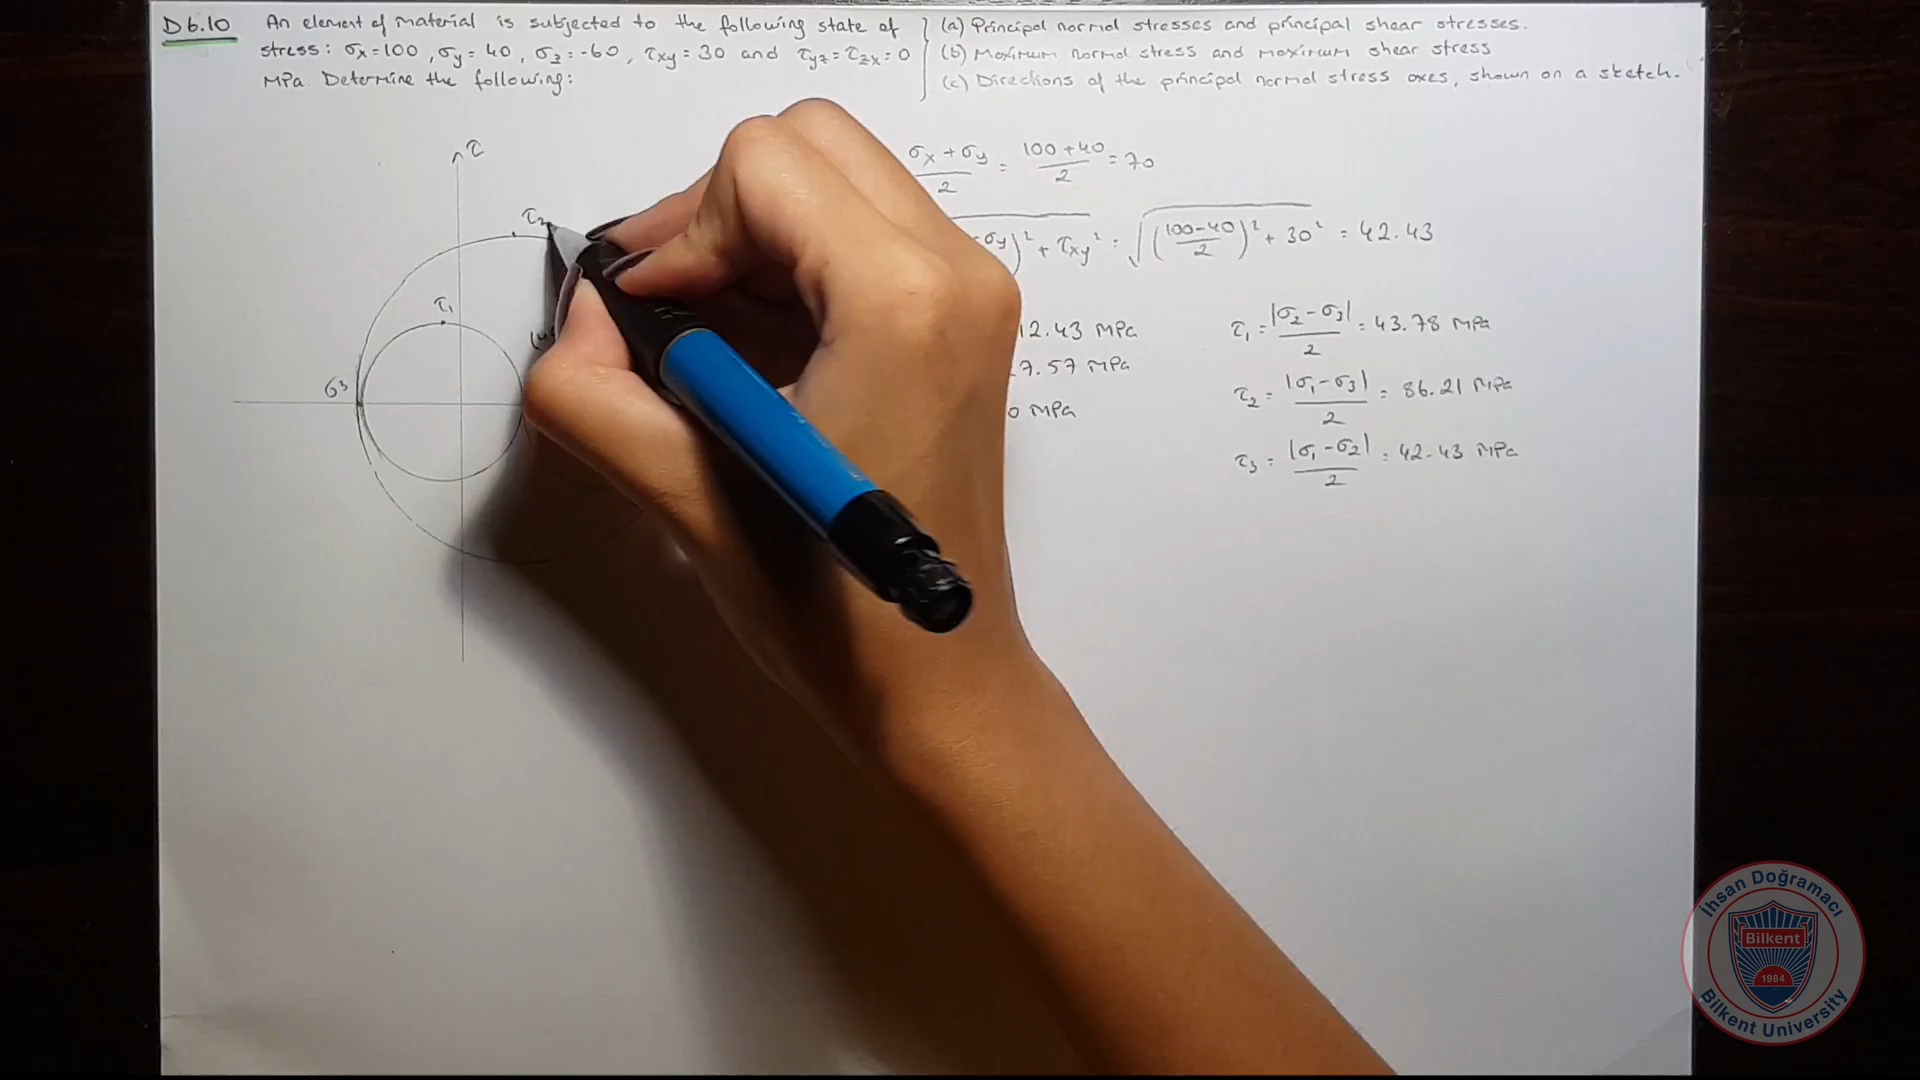 D6.10 An element of material is subjected to the following state of
stress: σx=100, σy=40, σz=-60, τxy=30 and τyz=τzx=0
MPa. Determine the following:
(a) Principal normal stresses and principal shear stresses.
(b) Maximum normal stress and maximum shear stress
(c) Directions of the principal normal stress axes, shown on a sketch.
τ
τ2
τ1
σ3
σx+σy/2 = 100+40/2 = 70
σy)² + τxy² = √(100-40/2)² + 30² = 42.43
12.43 MPa
7.57 MPa
0 MPa
τ1 = |σ2-σ3|/2 = 43.78 MPa
τ2 = |σ1-σ3|/2 = 86.21 MPa
τ3 = |σ1-σ2|/2 = 42.43 MPa
İhsan Doğramacı
Bilkent
1984
Bilkent University